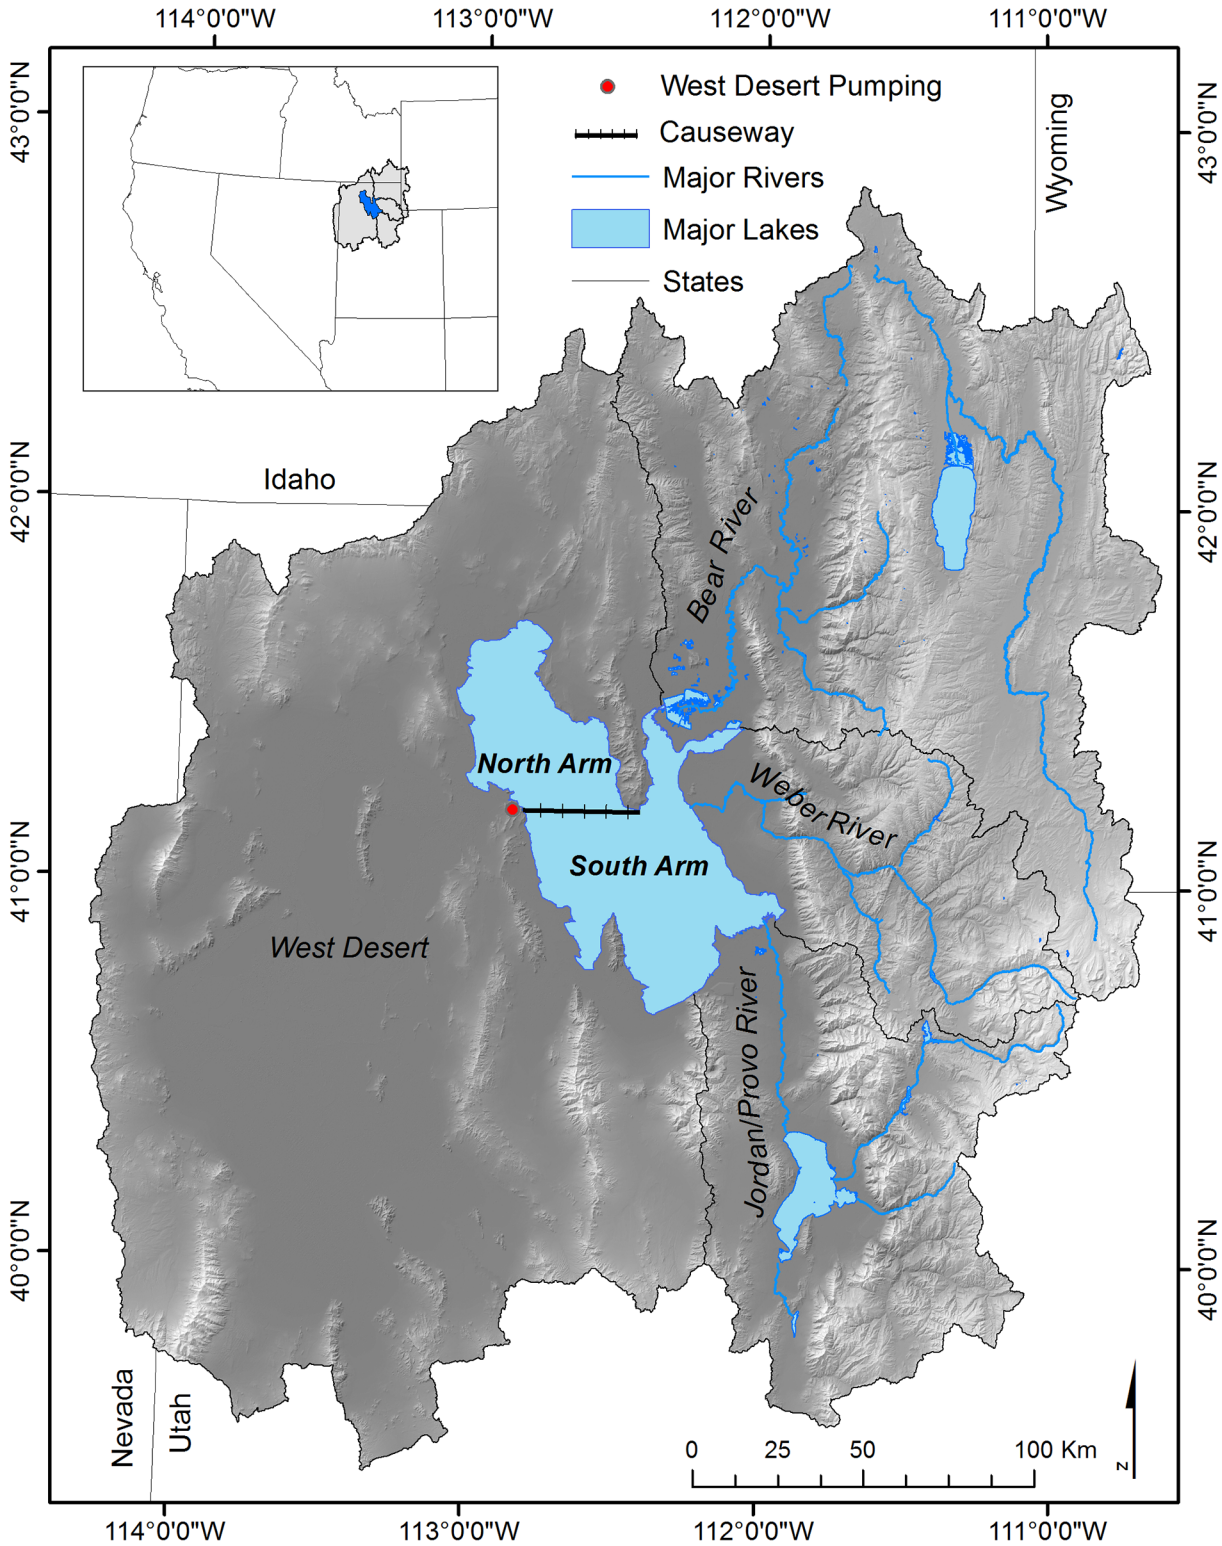 114°0'0"W
113°0'0"W
112°0'0"W
111°0'0"W
43°0'0"N
43°0'0"N
West Desert Pumping
Causeway
Major Rivers
Major Lakes
States
Wyoming
Idaho
42°0'0"N
42°0'0"N
Bear River
North Arm
Weber River
South Arm
41°0'0"N
41°0'0"N
West Desert
Jordan/Provo River
40°0'0"N
40°0'0"N
Nevada
Utah
0 25 50 100 Km
z
114°0'0"W
113°0'0"W
112°0'0"W
111°0'0"W